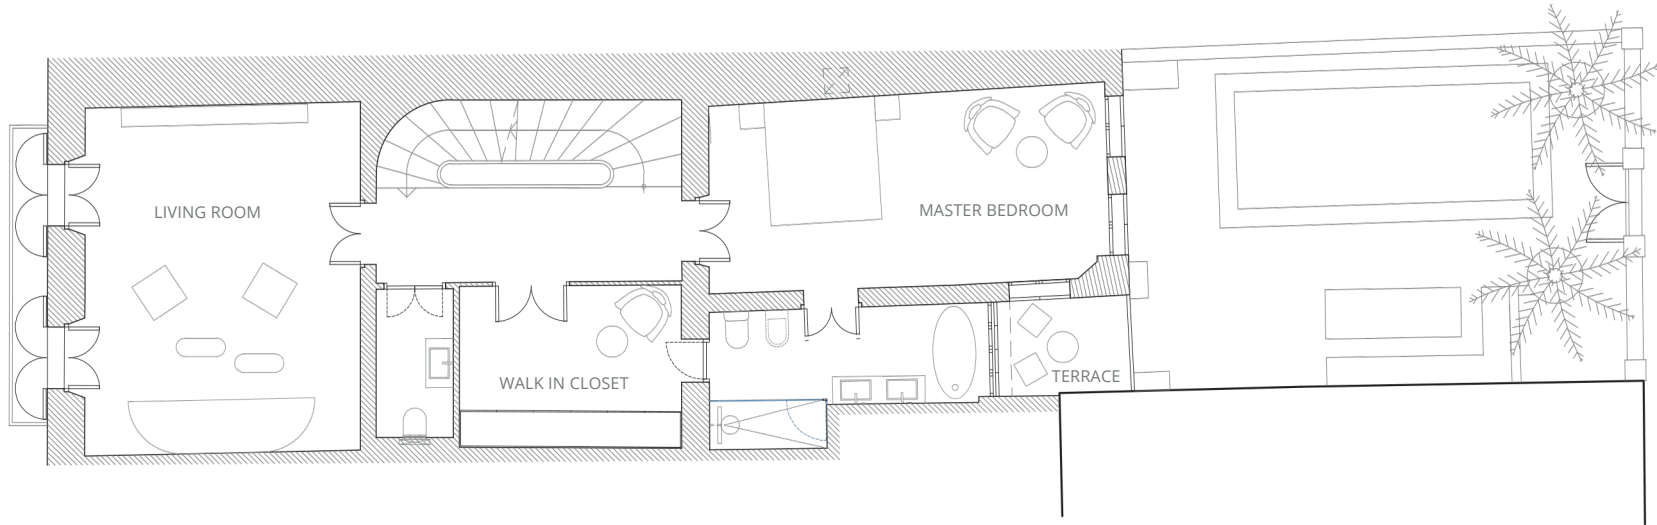 LIVING ROOM
MASTER BEDROOM
WALK IN CLOSET
TERRACE